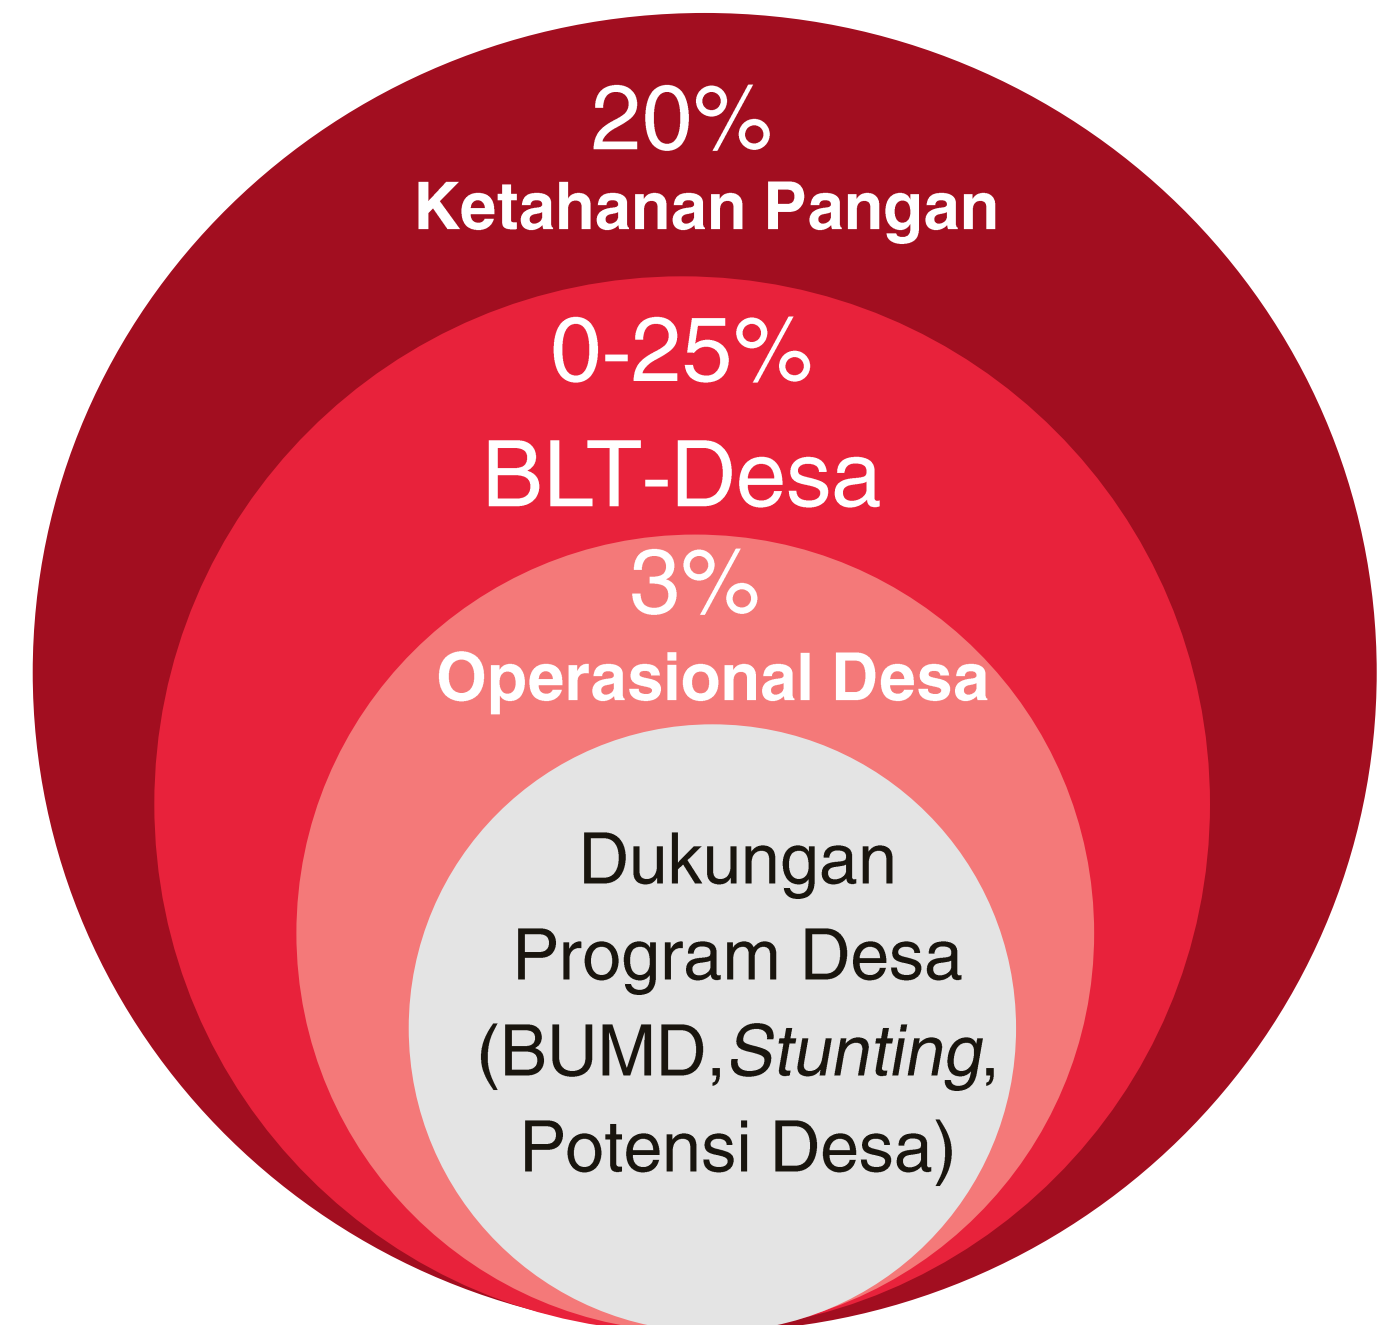 20%
Ketahanan Pangan
0-25%
BLT-Desa
3%
Operasional Desa
Dukungan
Program Desa
(BUMD,Stunting,
Potensi Desa)